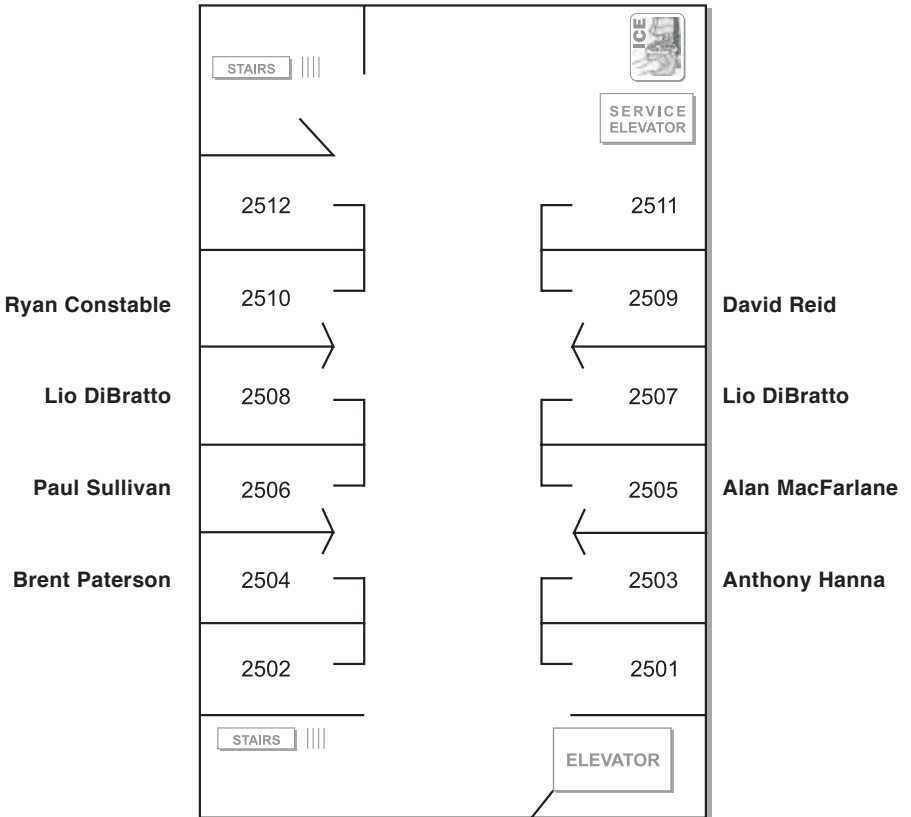 ICE
STAIRS
SERVICE
ELEVATOR
2512
2511
Ryan Constable
2510
2509
David Reid
Lio DiBratto
2508
2507
Lio DiBratto
Paul Sullivan
2506
2505
Alan MacFarlane
Brent Paterson
2504
2503
Anthony Hanna
2502
2501
STAIRS
ELEVATOR